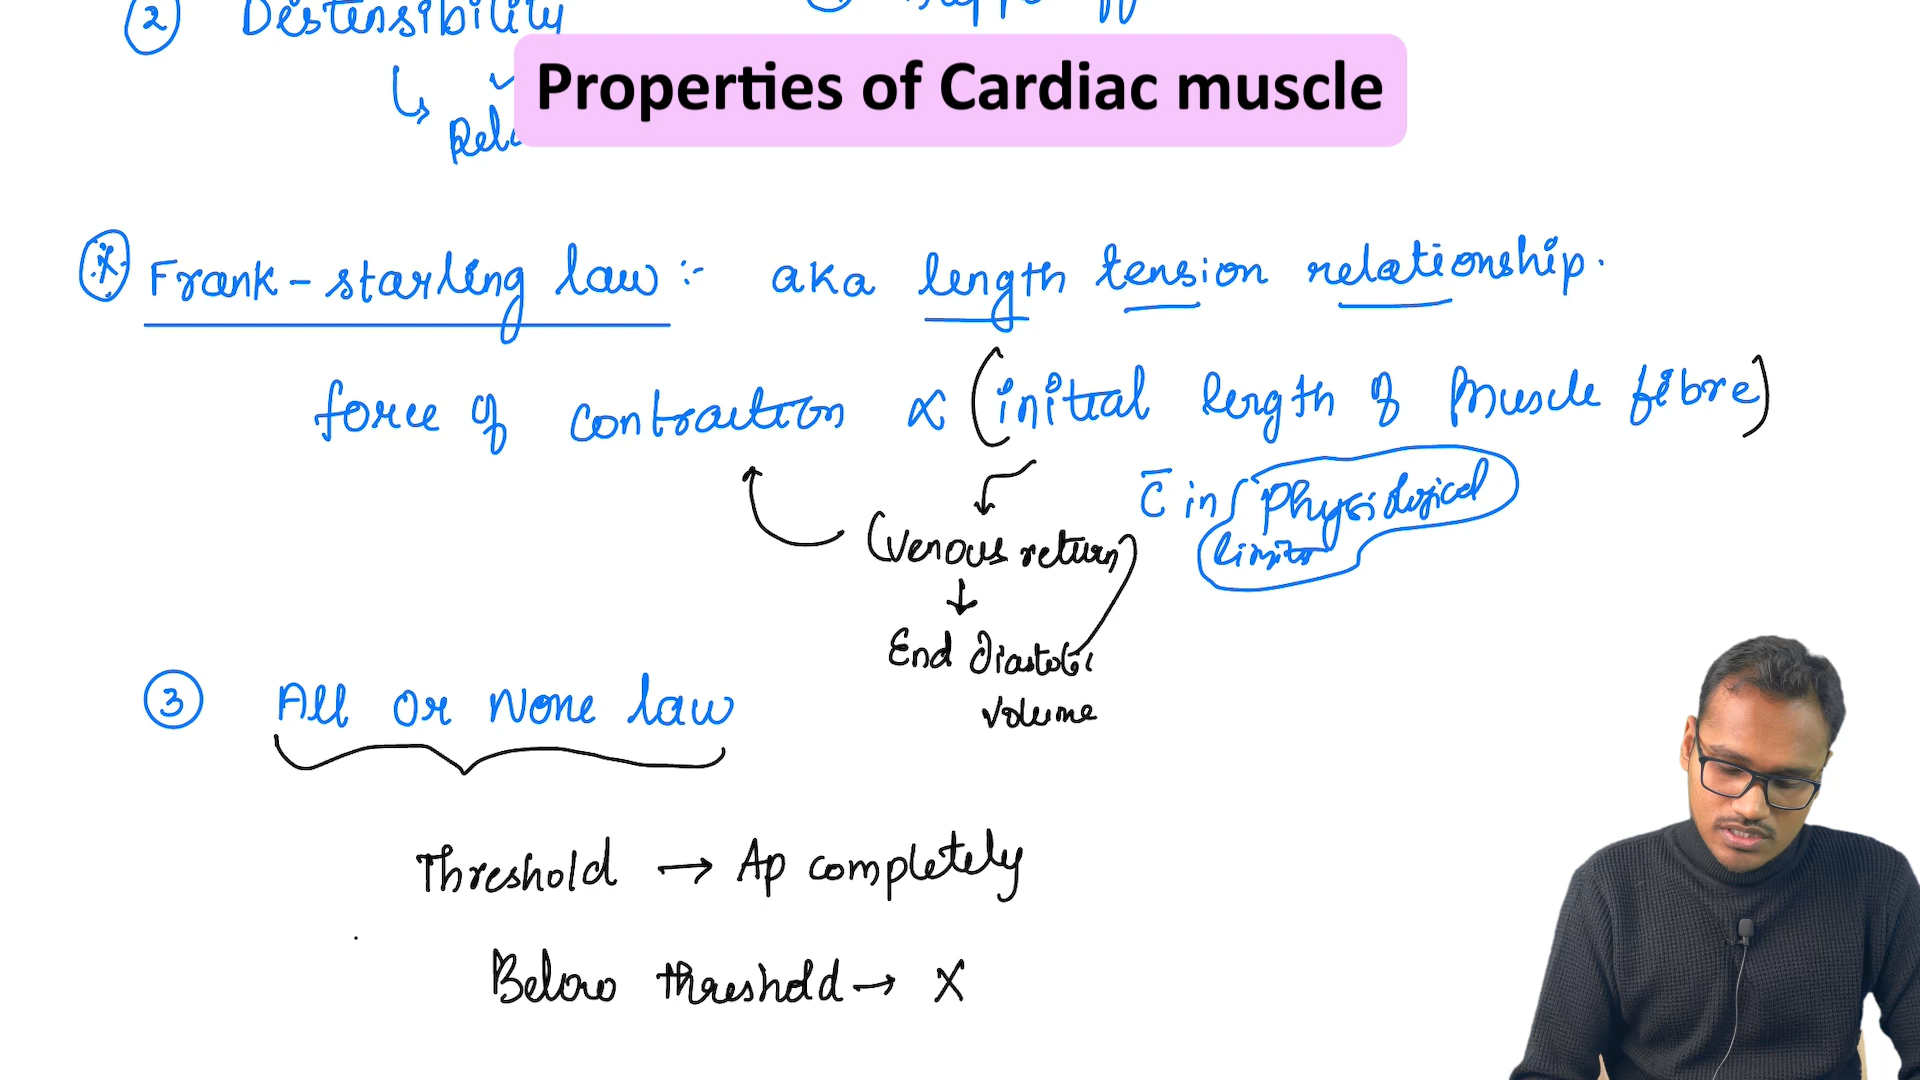 ② Destensibility
Properties of Cardiac muscle
Frank-starling law :- aka length tension relationship.
force of contraction ∝ (initial length of Muscle fibre)
c̄ in Physiological
limits
(venous return)
↓
End diastolic
volume
③ All or None law
Threshold → Ap completely
Below threshold → X